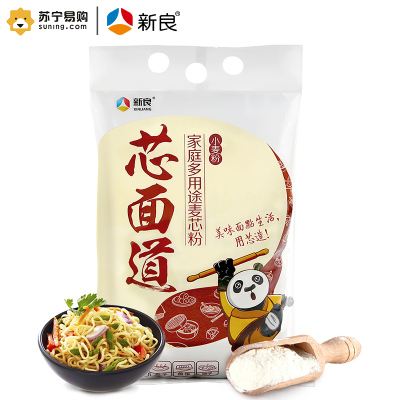 苏宁易购
suning.com
新良
新良
XINLIANG
芯面道
家庭多用途麦芯粉
小麦粉
美味面點生活，
用芯道！